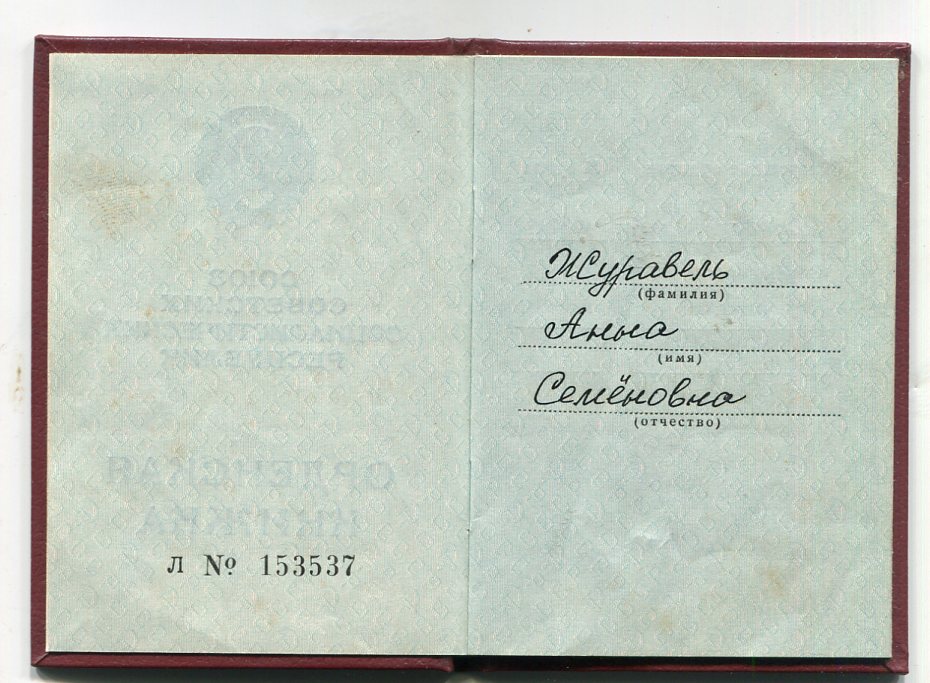 Л № 153537
Журавель
(фамилия)
Анна
(имя)
Семёновна
(отчество)